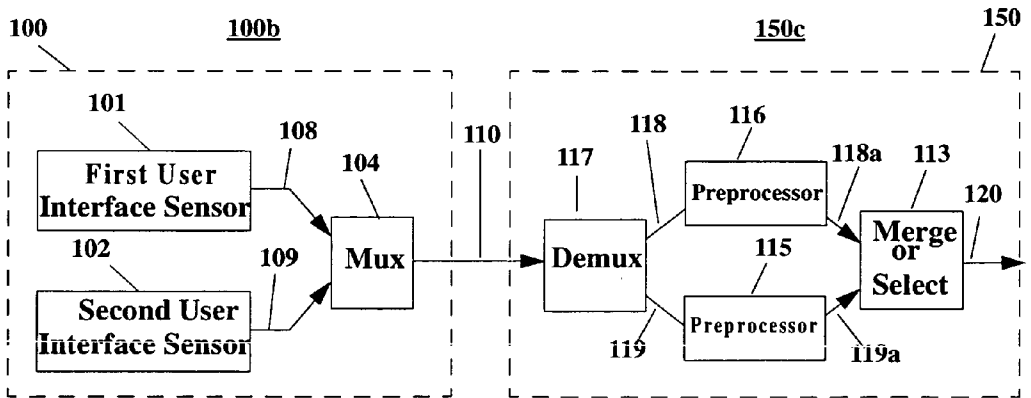 100
100b
150c
150
101
108
104
110
118
116
118a
113
120
117
First User
Interface Sensor
Mux
Demux
Preprocessor
Merge
or
Select
102
109
115
Second User
Interface Sensor
Preprocessor
119
119a